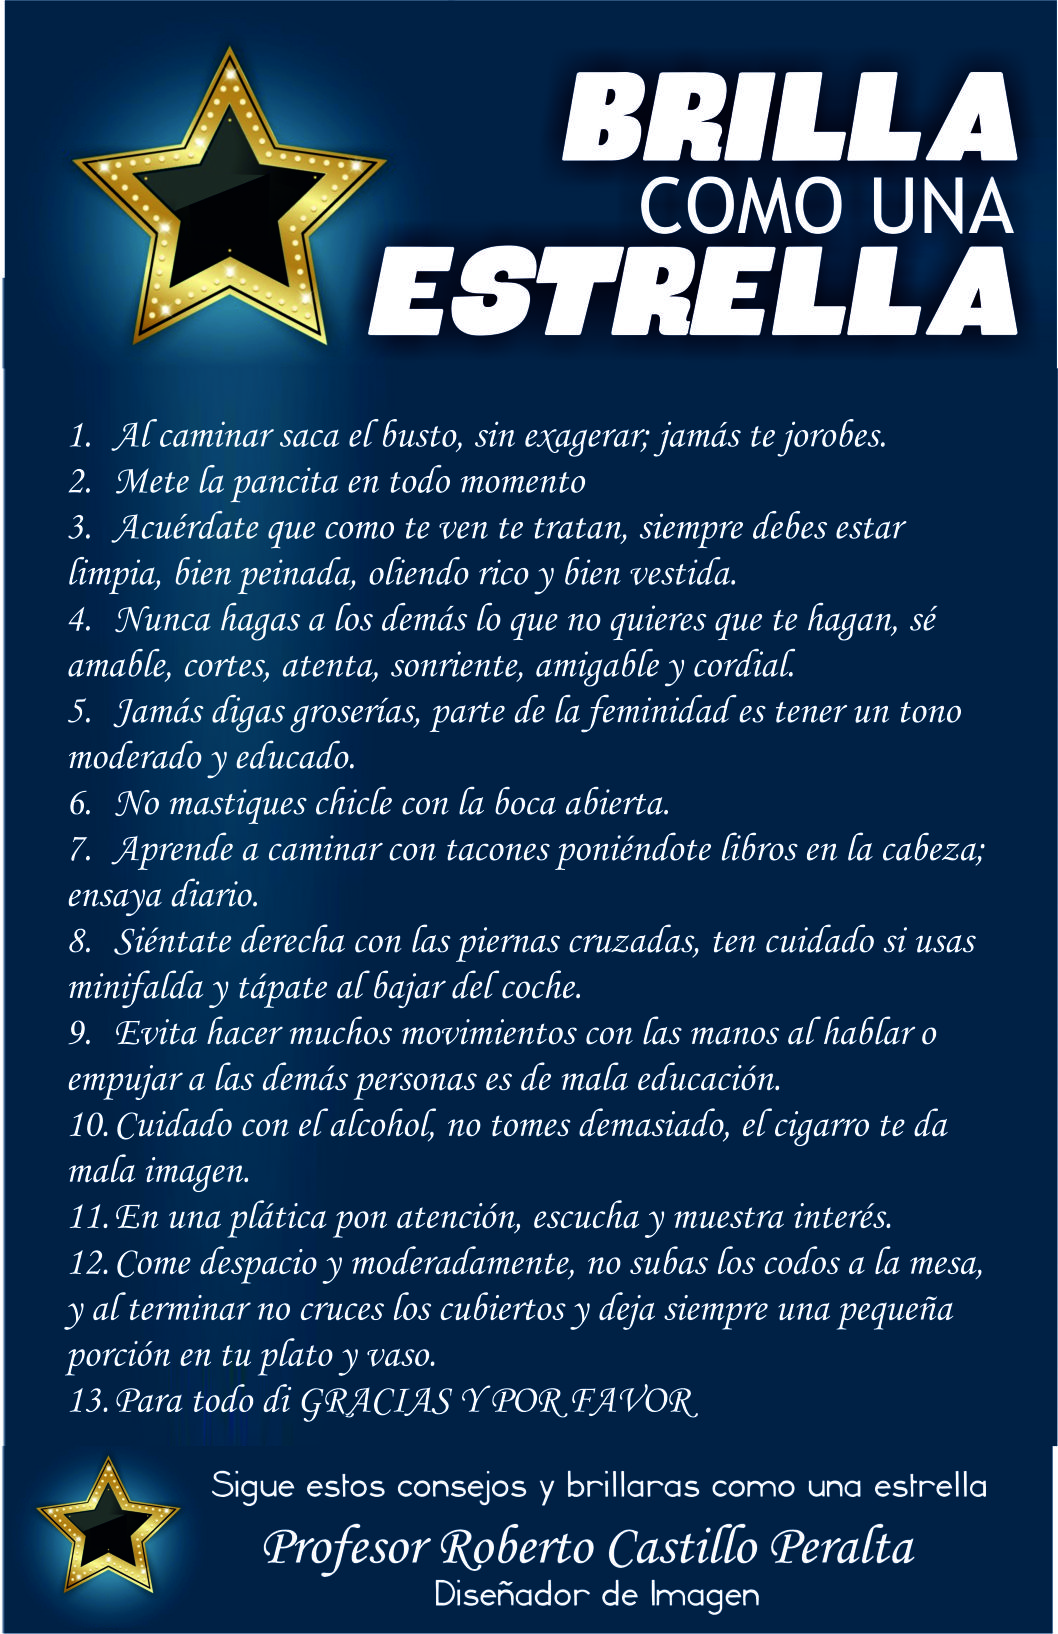 BRILLA
COMO UNA
ESTRELLA
1. Al caminar saca el busto, sin exagerar; jamás te jorobes.
2. Mete la pancita en todo momento
3. Acuérdate que como te ven te tratan, siempre debes estar
limpia, bien peinada, oliendo rico y bien vestida.
4. Nunca hagas a los demás lo que no quieres que te hagan, sé
amable, cortes, atenta, sonriente, amigable y cordial.
5. Jamás digas groserías, parte de la feminidad es tener un tono
moderado y educado.
6. No mastiques chicle con la boca abierta.
7. Aprende a caminar con tacones poniéndote libros en la cabeza;
ensaya diario.
8. Siéntate derecha con las piernas cruzadas, ten cuidado si usas
minifalda y tápate al bajar del coche.
9. Evita hacer muchos movimientos con las manos al hablar o
empujar a las demás personas es de mala educación.
10. Cuidado con el alcohol, no tomes demasiado, el cigarro te da
mala imagen.
11. En una plática pon atención, escucha y muestra interés.
12. Come despacio y moderadamente, no subas los codos a la mesa,
y al terminar no cruces los cubiertos y deja siempre una pequeña
porción en tu plato y vaso.
13. Para todo di GRACIAS Y POR FAVOR
Sigue estos consejos y brillaras como una estrella
Profesor Roberto Castillo Peralta
Diseñador de Imagen